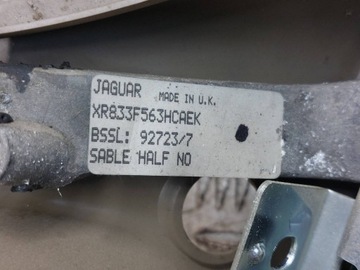 JAGUAR MADE IN U.K.
XR833F563HCAEK
BSSL: 92723/7
SABLE HALF NO